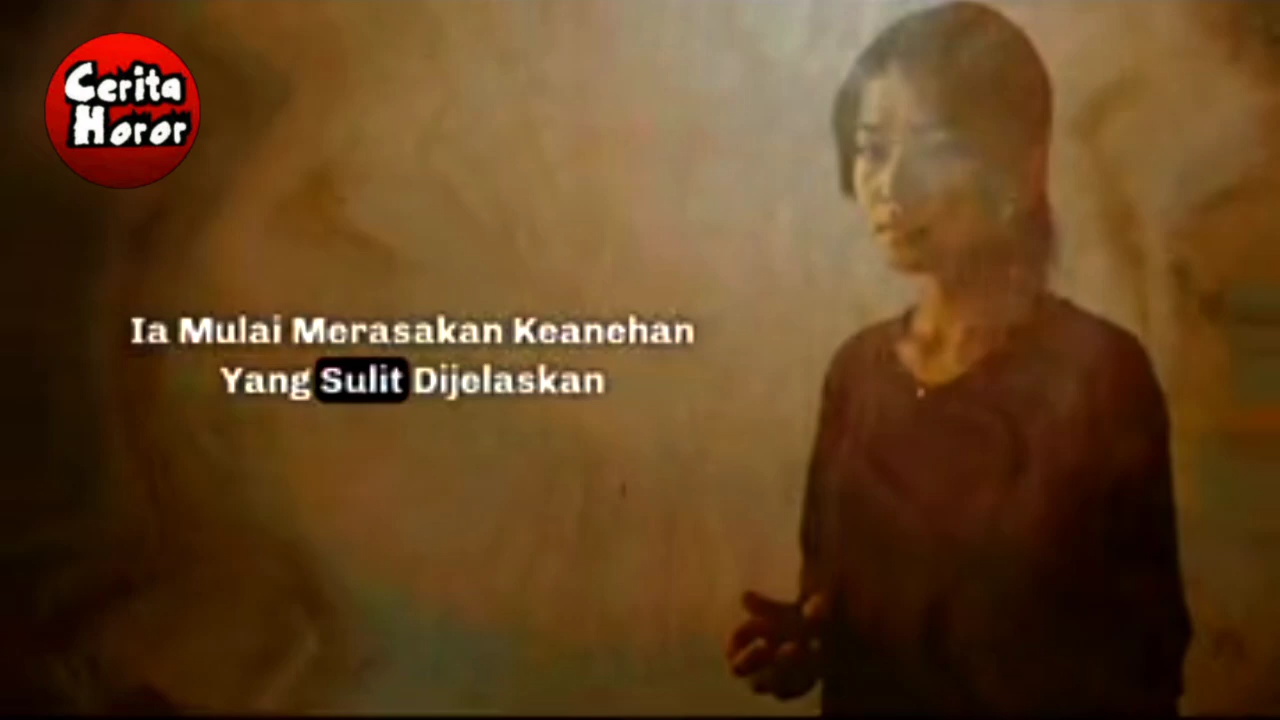 Cerita
Horor
Ia Mulai Merasakan Keanehan
Yang Sulit Dijelaskan